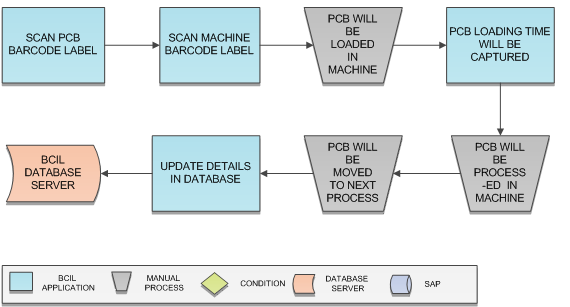 SCAN PCB
BARCODE LABEL
SCAN MACHINE
BARCODE LABEL
PCB WILL
BE
LOADED
IN
MACHINE
PCB LOADING TIME
WILL BE
CAPTURED
BCIL
DATABASE
SERVER
UPDATE DETAILS
IN DATABASE
PCB WILL
BE
MOVED
TO NEXT
PROCESS
PCB WILL
BE
PROCESS
-ED IN
MACHINE
BCIL
APPLICATION
MANUAL
PROCESS
CONDITION
DATABASE
SERVER
SAP